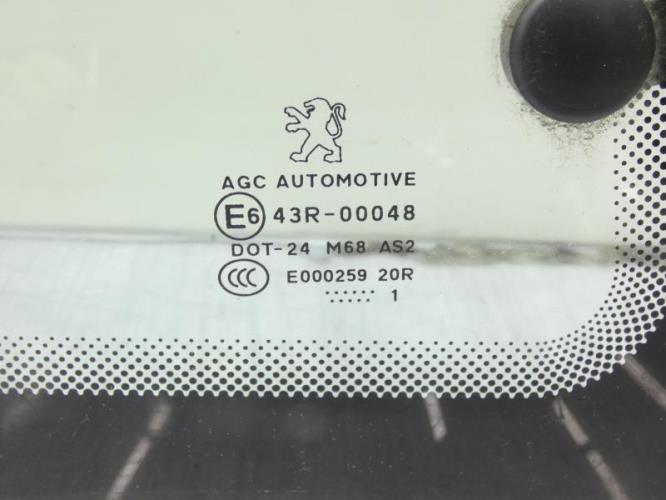 AGC AUTOMOTIVE
E6 43R-00048
DOT-24 M68 AS2
CCC E000259 20R
1